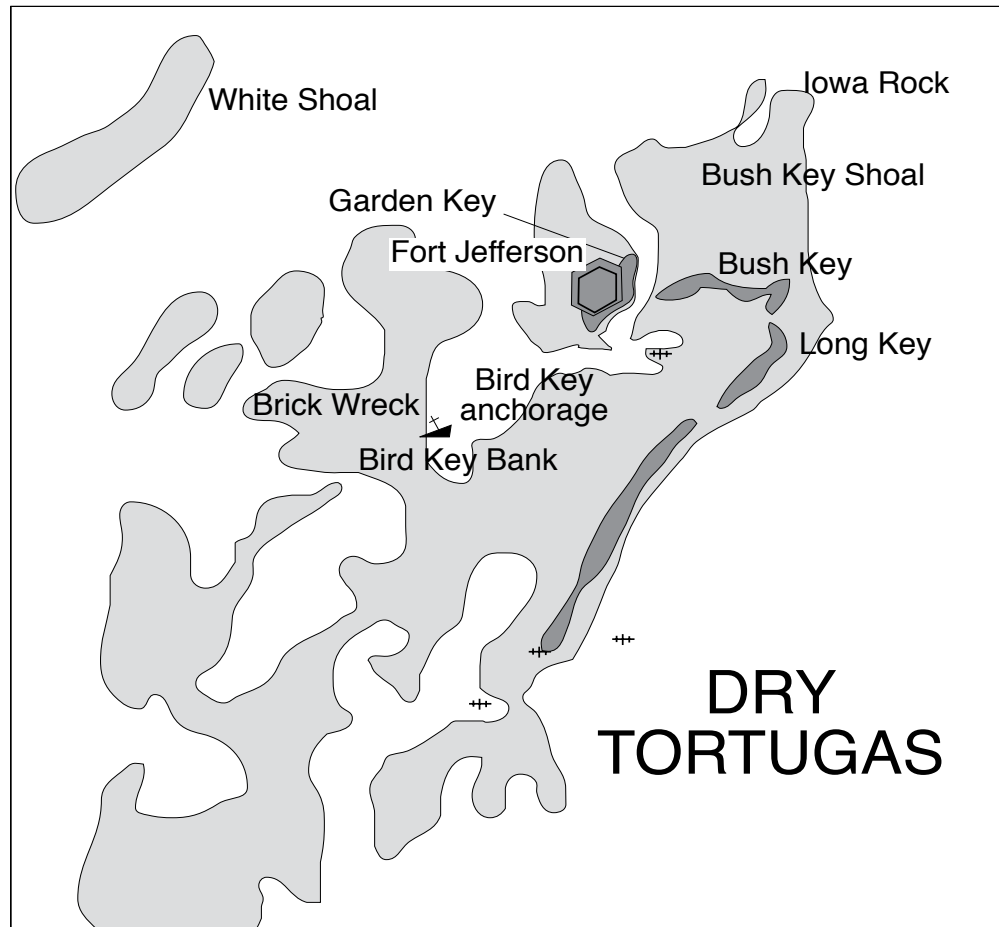 Iowa Rock
White Shoal
Bush Key Shoal
Garden Key
Fort Jefferson
Bush Key
Long Key
Bird Key
anchorage
Brick Wreck
Bird Key Bank
DRY
TORTUGAS